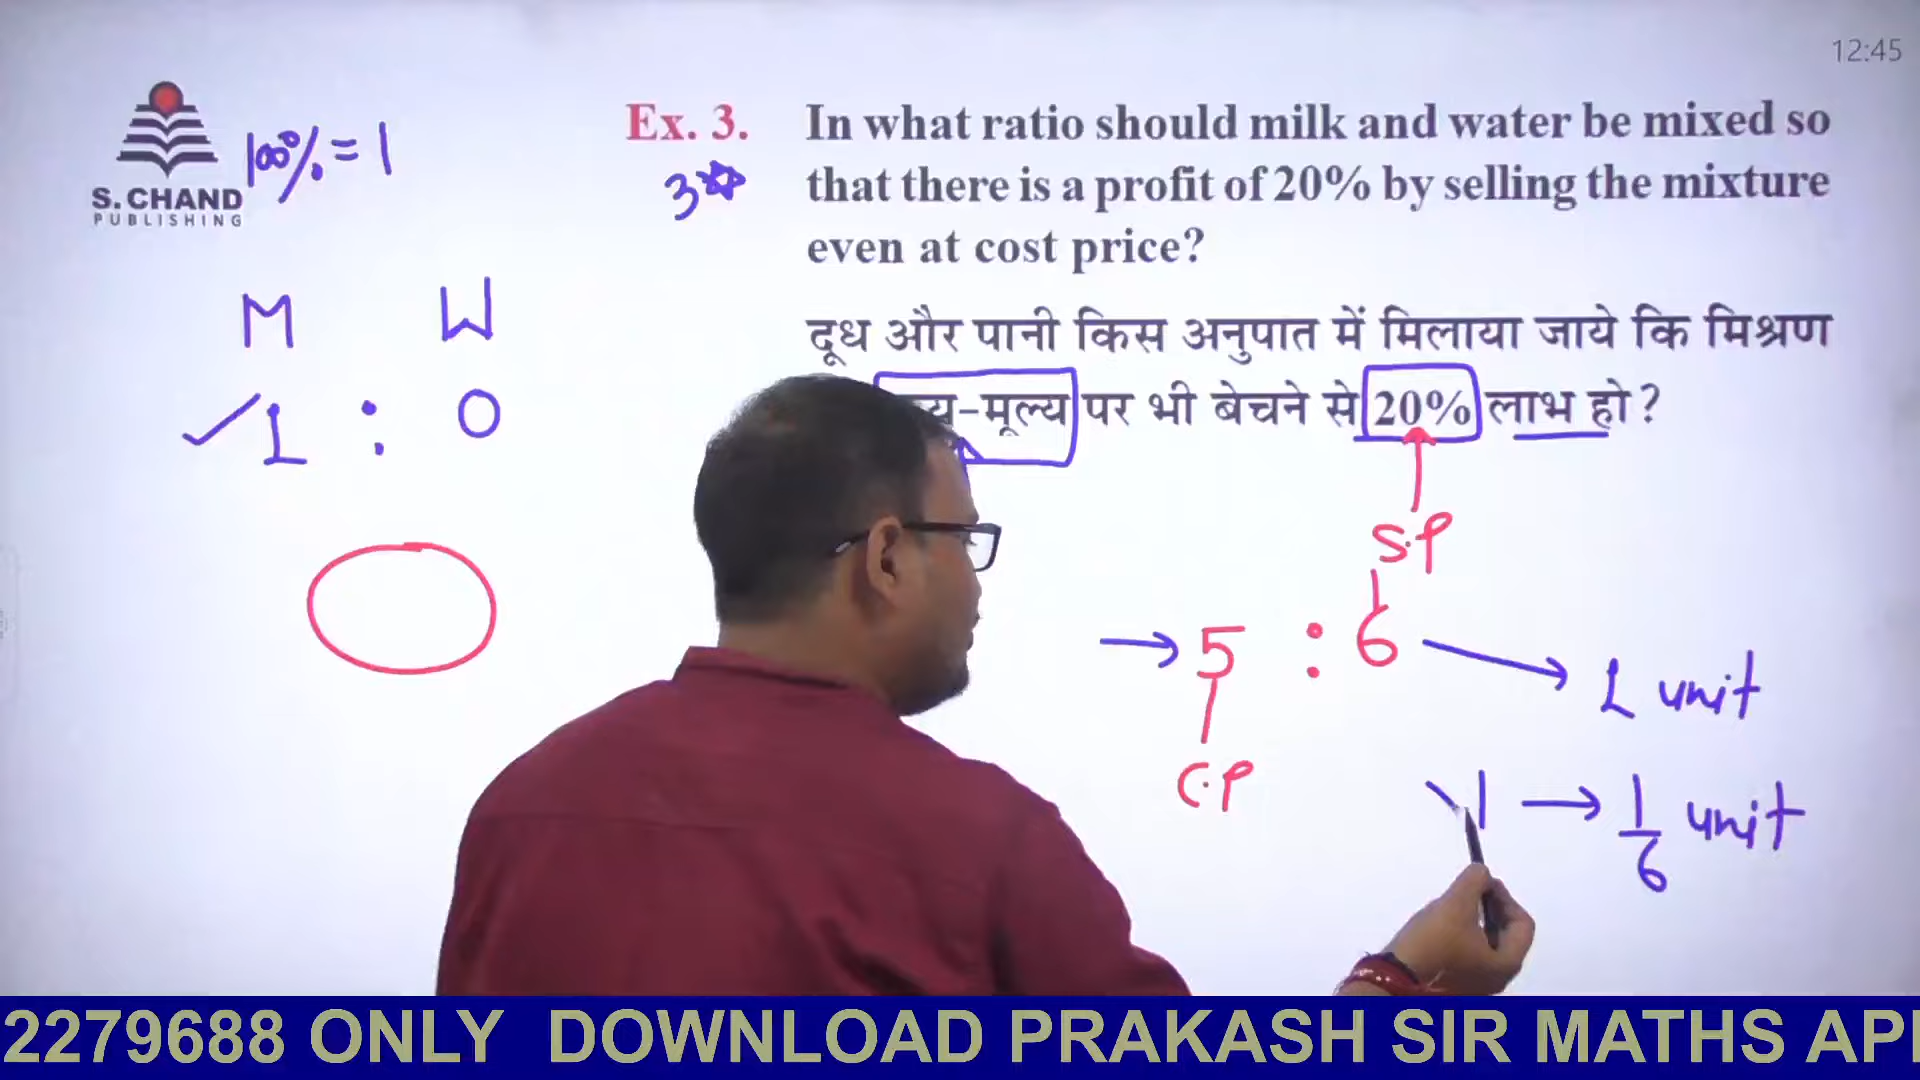 12:45
S. CHAND
PUBLISHING
100% = 1
Ex. 3. In what ratio should milk and water be mixed so
3 that there is a profit of 20% by selling the mixture
even at cost price?
दूध और पानी किस अनुपात में मिलाया जाये कि मिश्रण
-मूल्य पर भी बेचने से 20% लाभ हो?
M W
1 : 0
S.P
5 : 6 → 1 unit
C.P
1 → 1/6 unit
2279688 ONLY DOWNLOAD PRAKASH SIR MATHS AP